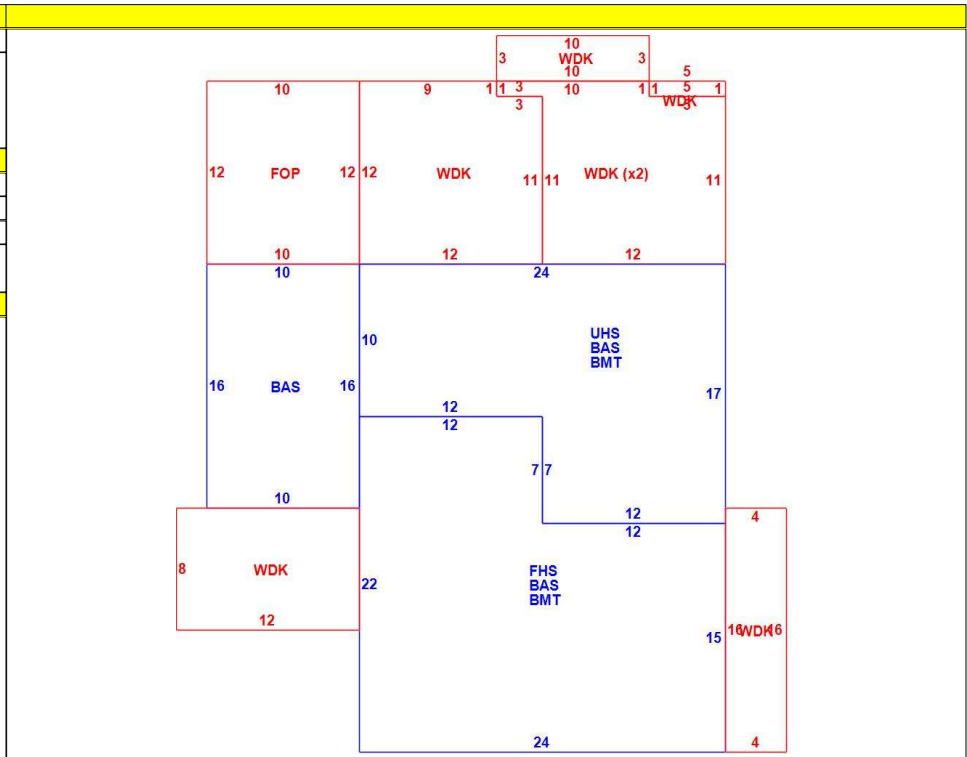 10
3 WDK 3
10 5
10 9 1 1 3 10 1 1 5 1
3 WDK 3
12 FOP 12 12 WDK 11 11 WDK (x2) 11
10 12 12
10 24
10 UHS
BAS
BMT
16 BAS 16 17
12
12
7 7
10 12
12
4
8 WDK 22 FHS
BAS
BMT
12 15 16 WDK 16
24 4